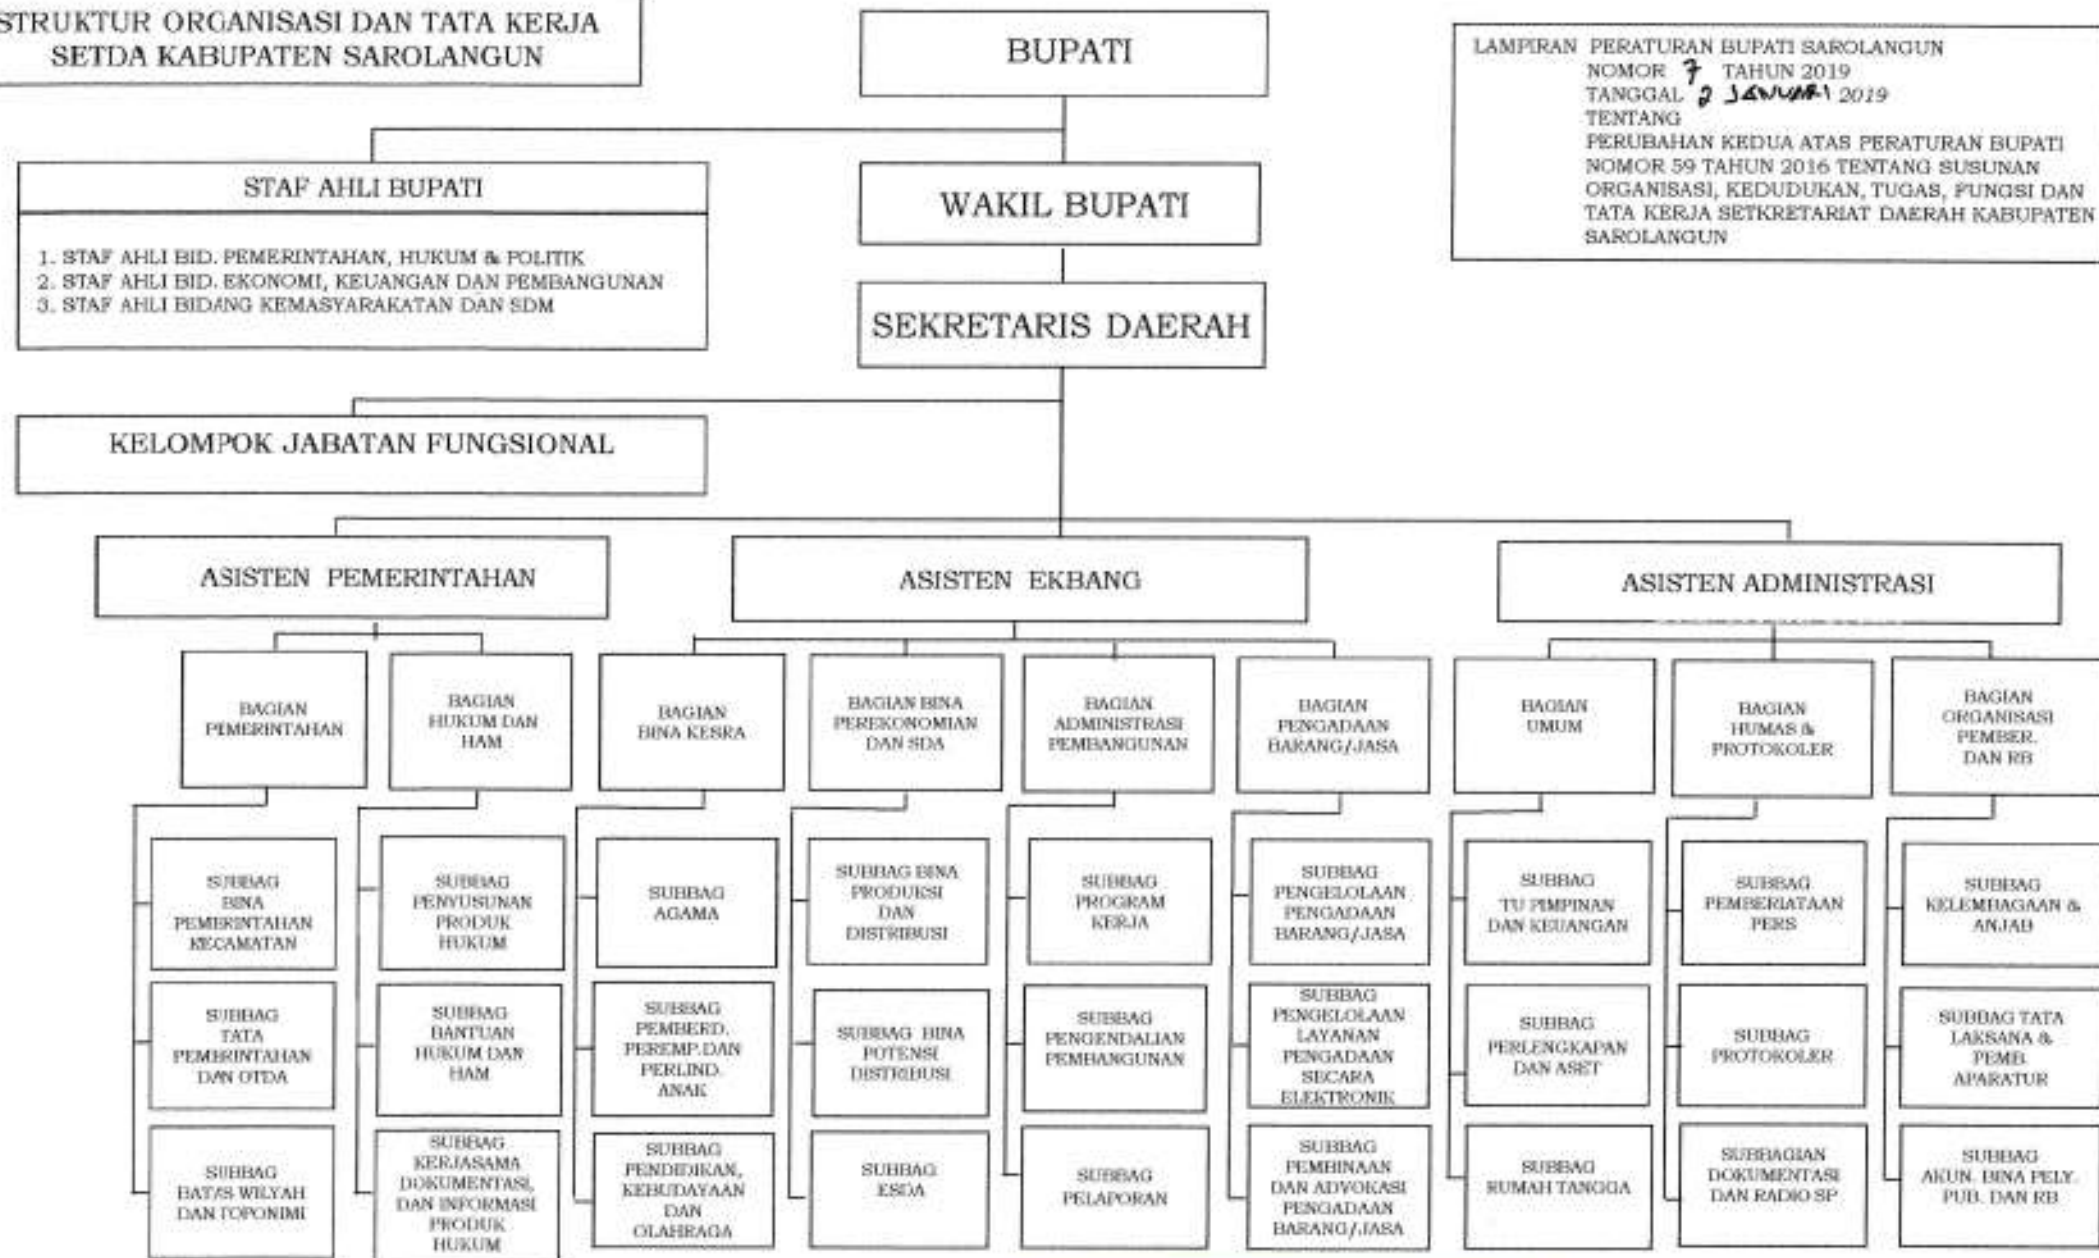 STRUKTUR ORGANISASI DAN TATA KERJA
SETDA KABUPATEN SAROLANGUN
BUPATI
LAMPIRAN PERATURAN BUPATI SAROLANGUN
NOMOR 7 TAHUN 2019
TANGGAL 2 JANUARI 2019
TENTANG
PERUBAHAN KEDUA ATAS PERATURAN BUPATI
NOMOR 59 TAHUN 2016 TENTANG SUSUNAN
ORGANISASI, KEDUDUKAN, TUGAS, FUNGSI DAN
TATA KERJA SETKRETARIAT DAERAH KABUPATEN
SAROLANGUN
STAF AHLI BUPATI
1. STAF AHLI BID. PEMERINTAHAN, HUKUM & POLITIK
2. STAF AHLI BID. EKONOMI, KEUANGAN DAN PEMBANGUNAN
3. STAF AHLI BIDANG KEMASYARAKATAN DAN SDM
WAKIL BUPATI
SEKRETARIS DAERAH
KELOMPOK JABATAN FUNGSIONAL
ASISTEN PEMERINTAHAN
ASISTEN EKBANG
ASISTEN ADMINISTRASI
BAGIAN
PEMERINTAHAN
BAGIAN
HUKUM DAN
HAM
BAGIAN
BINA KESRA
BAGIAN BINA
PEREKONOMIAN
DAN SDA
BAGIAN
ADMINISTRASI
PEMBANGUNAN
BAGIAN
PENGADAAN
BARANG/JASA
BAGIAN
UMUM
BAGIAN
HUMAS &
PROTOKOLER
BAGIAN
ORGANISASI
PEMBER.
DAN RB
SUBBAG
BINA
PEMERINTAHAN
KECAMATAN
SUBBAG
PENYUSUNAN
PRODUK
HUKUM
SUBBAG
AGAMA
SUBBAG BINA
PRODUKSI
DAN
DISTRIBUSI
SUBBAG
PROGRAM
KERJA
SUBBAG
PENGELOLAAN
PENGADAAN
BARANG/JASA
SUBBAG
TU PIMPINAN
DAN KEUANGAN
SUBBAG
PEMBERIATAAN
PERS
SUBBAG
KELEMBAGAAN &
ANJAB
SUBBAG
TATA
PEMERINTAHAN
DAN OTDA
SUBBAG
BANTUAN
HUKUM DAN
HAM
SUBBAG
PEMBERD.
PEREMP.DAN
PERLIND.
ANAK
SUBBAG BINA
POTENSI
DISTRIBUSI
SUBBAG
PENGENDALIAN
PEMBANGUNAN
SUBBAG
PENGELOLAAN
LAYANAN
PENGADAAN
SECARA
ELEKTRONIK
SUBBAG
PERLENGKAPAN
DAN ASET
SUBBAG
PROTOKOLER
SUBBAG TATA
LAKSANA &
PEMB.
APARATUR
SUBBAG
BATAS WILYAH
DAN TOPONIMI
SUBBAG
KERJASAMA
DOKUMENTASI,
DAN INFORMASI
PRODUK
HUKUM
SUBBAG
PENDIDIKAN,
KEBUDAYAAN
DAN
OLAHRAGA
SUBBAG
ESDA
SUBBAG
PELAPORAN
SUBBAG
PEMBINAAN
DAN ADVOKASI
PENGADAAN
BARANG/JASA
SUBBAG
RUMAH TANGGA
SUBBAGIAN
DOKUMENTASI
DAN RADIO SP
SUBBAG
AKUN. BINA PELY.
PUB. DAN RB